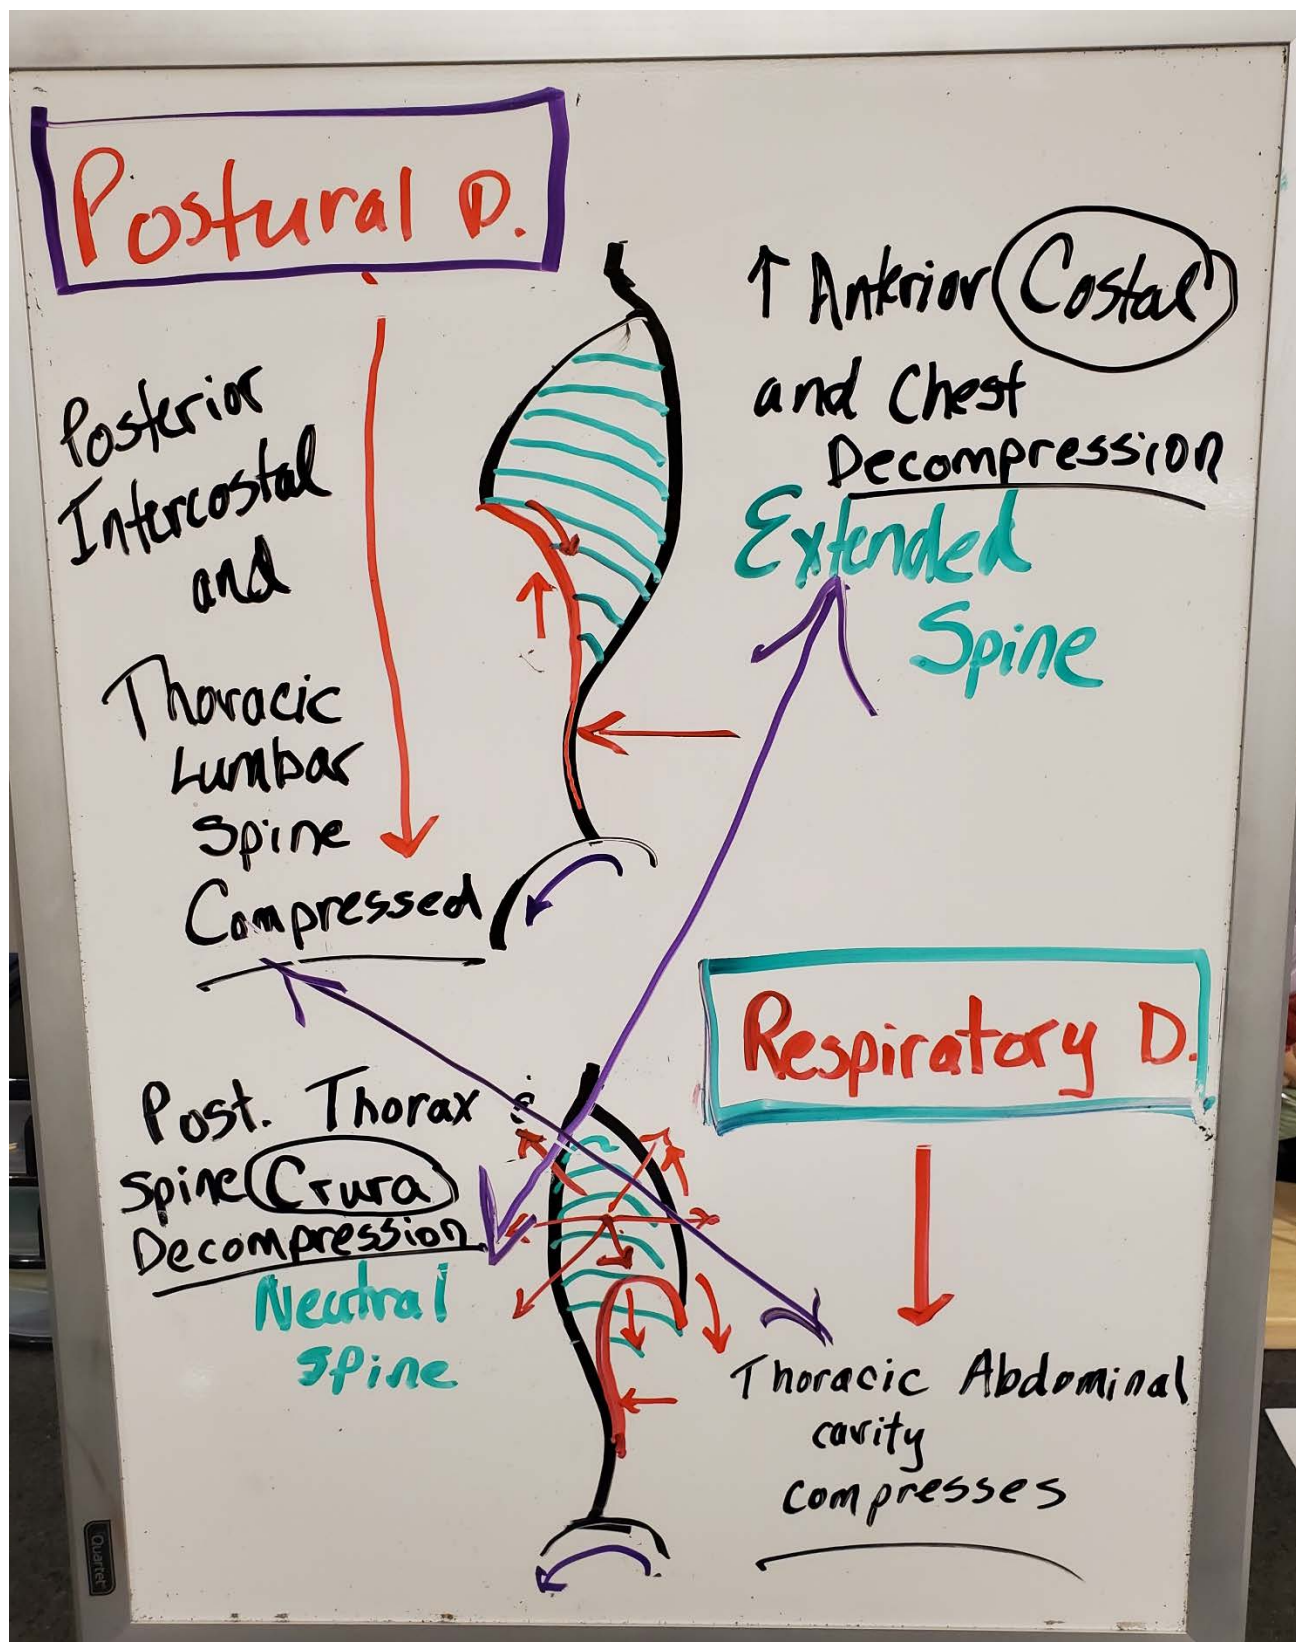 Postural D.
↑ Anterior Costal
and Chest
Decompression
Extended
Spine
Posterior
Intercostal
and
Thoracic
Lumbar
Spine
Compressed
Respiratory D.
Post. Thorax
spine Crura
Decompression
Neutral
Spine
Thoracic Abdominal
cavity
compresses
Quartet